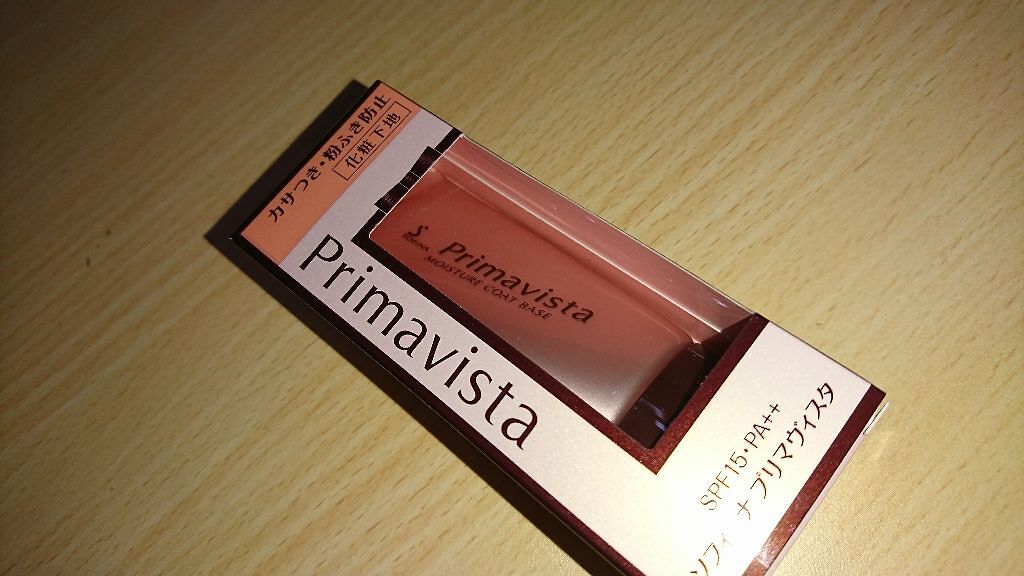 カサつき・粉ふき防止
化粧下地
Primavista
S
SOFINA
Primavista
MOISTURE COAT BASE
SPF15・PA++
ソフィーナ プリマヴィスタ